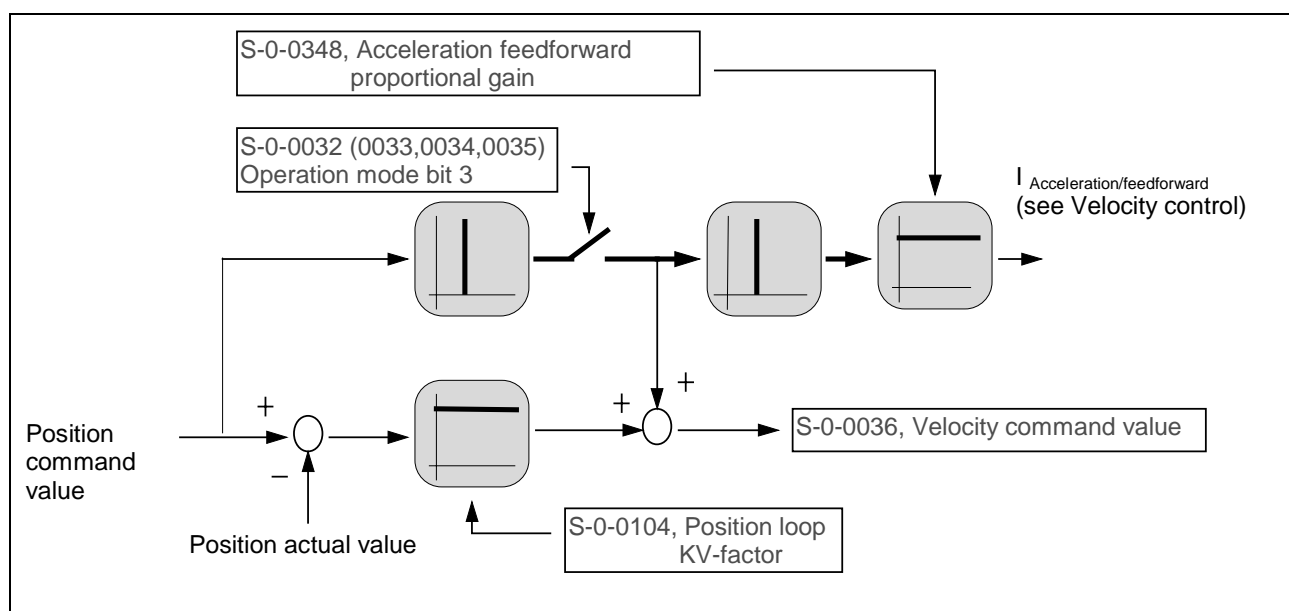 S-0-0348, Acceleration feedforward
proportional gain
S-0-0032 (0033,0034,0035)
Operation mode bit 3
I Acceleration/feedforward
(see Velocity control)
+
+
+
Position
command
value
–
S-0-0036, Velocity command value
Position actual value
S-0-0104, Position loop
KV-factor